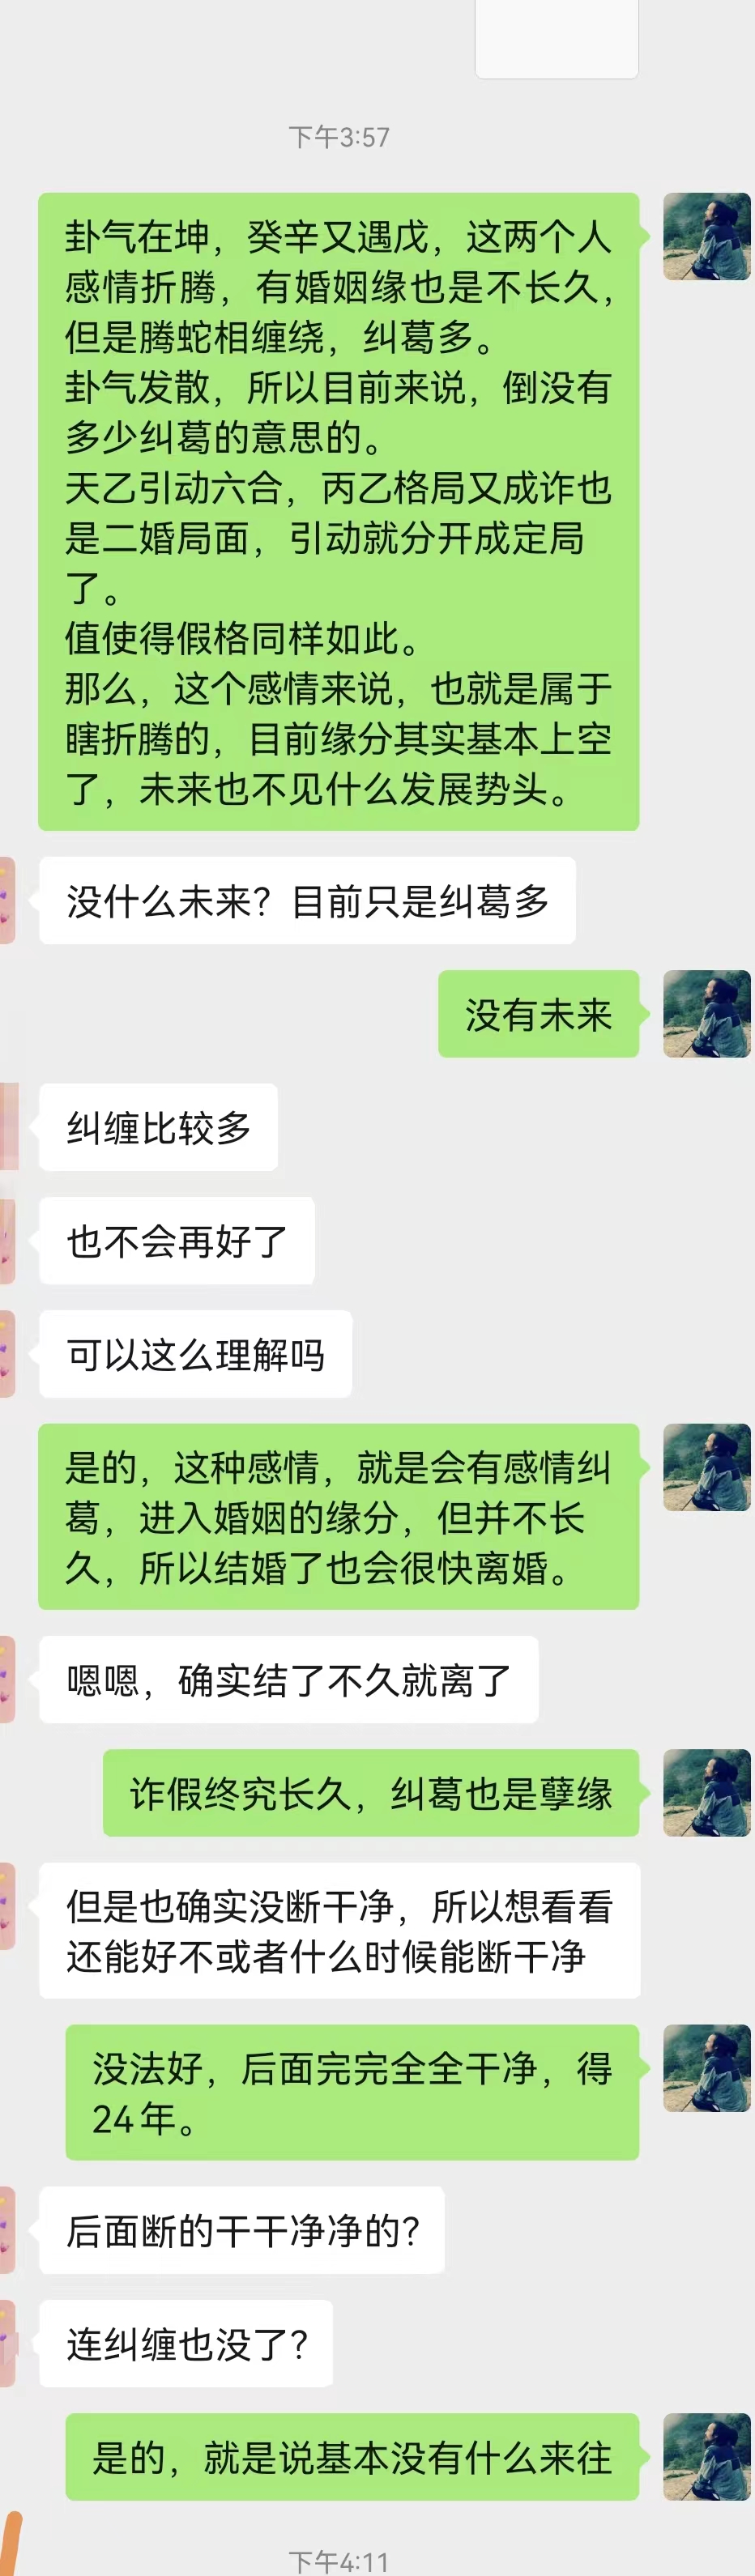 下午3:57
卦气在坤，癸辛又遇戊，这两个人
感情折腾，有婚姻缘也是不长久，
但是腾蛇相缠绕，纠葛多。
卦气发散，所以目前来说，倒没有
多少纠葛的意思的。
天乙引动六合，丙乙格局又成诈也
是二婚局面，引动就分开成定局
了。
值使得假格同样如此。
那么，这个感情来说，也就是属于
瞎折腾的，目前缘分其实基本上空
了，未来也不见什么发展势头。
没什么未来？目前只是纠葛多
没有未来
纠缠比较多
也不会再好了
可以这么理解吗
是的，这种感情，就是会有感情纠
葛，进入婚姻的缘分，但并不长
久，所以结婚了也会很快离婚。
嗯嗯，确实结了不久就离了
诈假终究长久，纠葛也是孽缘
但是也确实没断干净，所以想看看
还能好不或者什么时候能断干净
没法好，后面完完全全干净，得
24年。
后面断的干干净净的？
连纠缠也没了？
是的，就是说基本没有什么来往
下午4:11